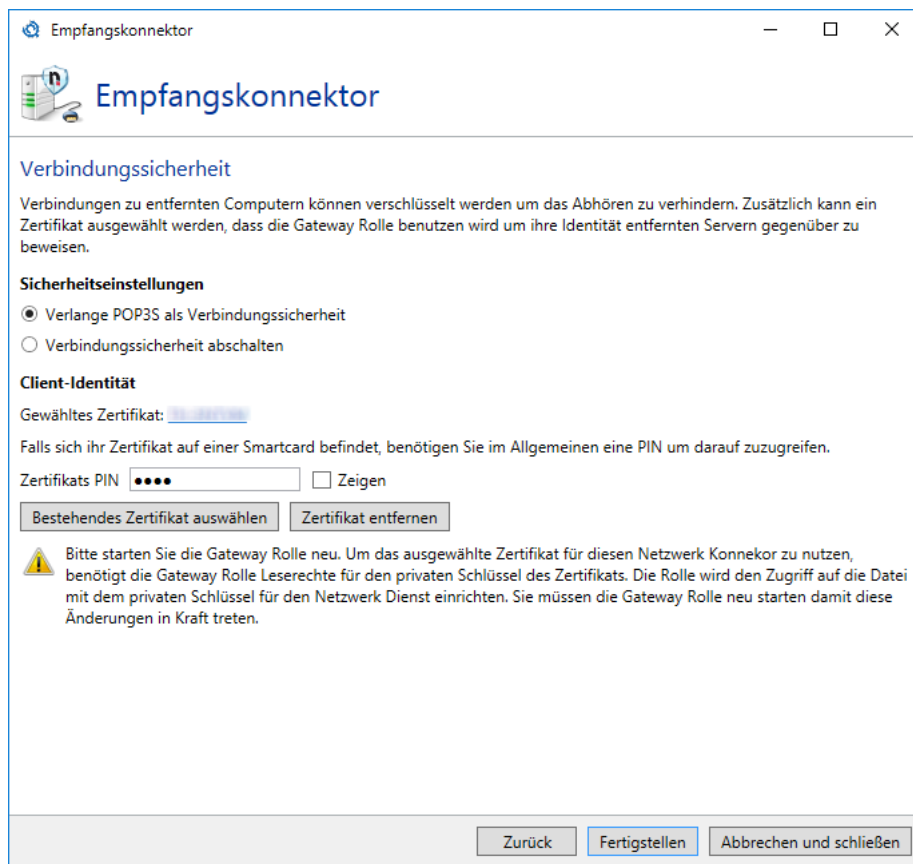 Empfangskonnektor
Empfangskonnektor
Verbindungssicherheit
Verbindungen zu entfernten Computern können verschlüsselt werden um das Abhören zu verhindern. Zusätzlich kann ein
Zertifikat ausgewählt werden, dass die Gateway Rolle benutzen wird um ihre Identität entfernten Servern gegenüber zu
beweisen.
Sicherheitseinstellungen
Verlange POP3S als Verbindungssicherheit
Verbindungssicherheit abschalten
Client-Identität
Gewähltes Zertifikat:
Falls sich ihr Zertifikat auf einer Smartcard befindet, benötigen Sie im Allgemeinen eine PIN um darauf zuzugreifen.
Zertifikats PIN ●●●● Zeigen
Bestehendes Zertifikat auswählen Zertifikat entfernen
Bitte starten Sie die Gateway Rolle neu. Um das ausgewählte Zertifikat für diesen Netzwerk Konnekor zu nutzen,
benötigt die Gateway Rolle Leserechte für den privaten Schlüssel des Zertifikats. Die Rolle wird den Zugriff auf die Datei
mit dem privaten Schlüssel für den Netzwerk Dienst einrichten. Sie müssen die Gateway Rolle neu starten damit diese
Änderungen in Kraft treten.
Zurück Fertigstellen Abbrechen und schließen